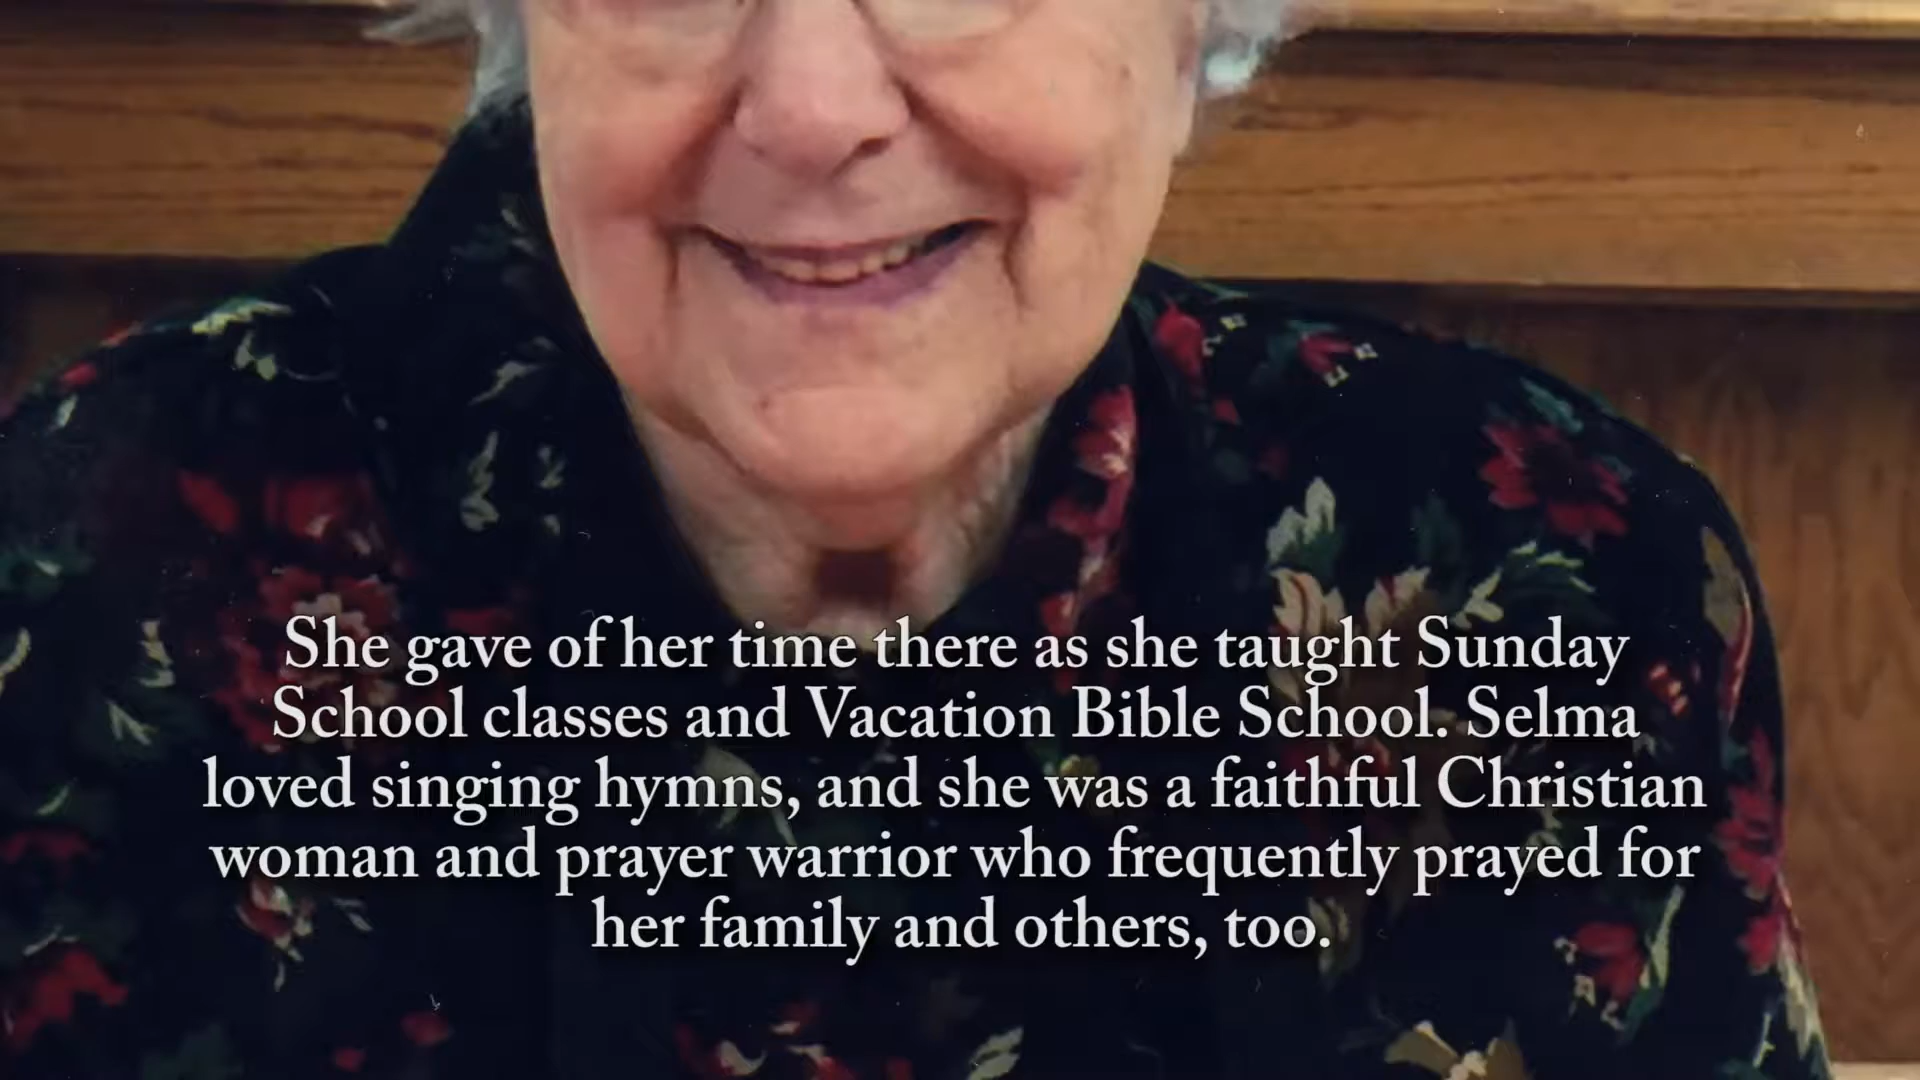 She gave of her time there as she taught Sunday
School classes and Vacation Bible School. Selma
loved singing hymns, and she was a faithful Christian
woman and prayer warrior who frequently prayed for
her family and others, too.